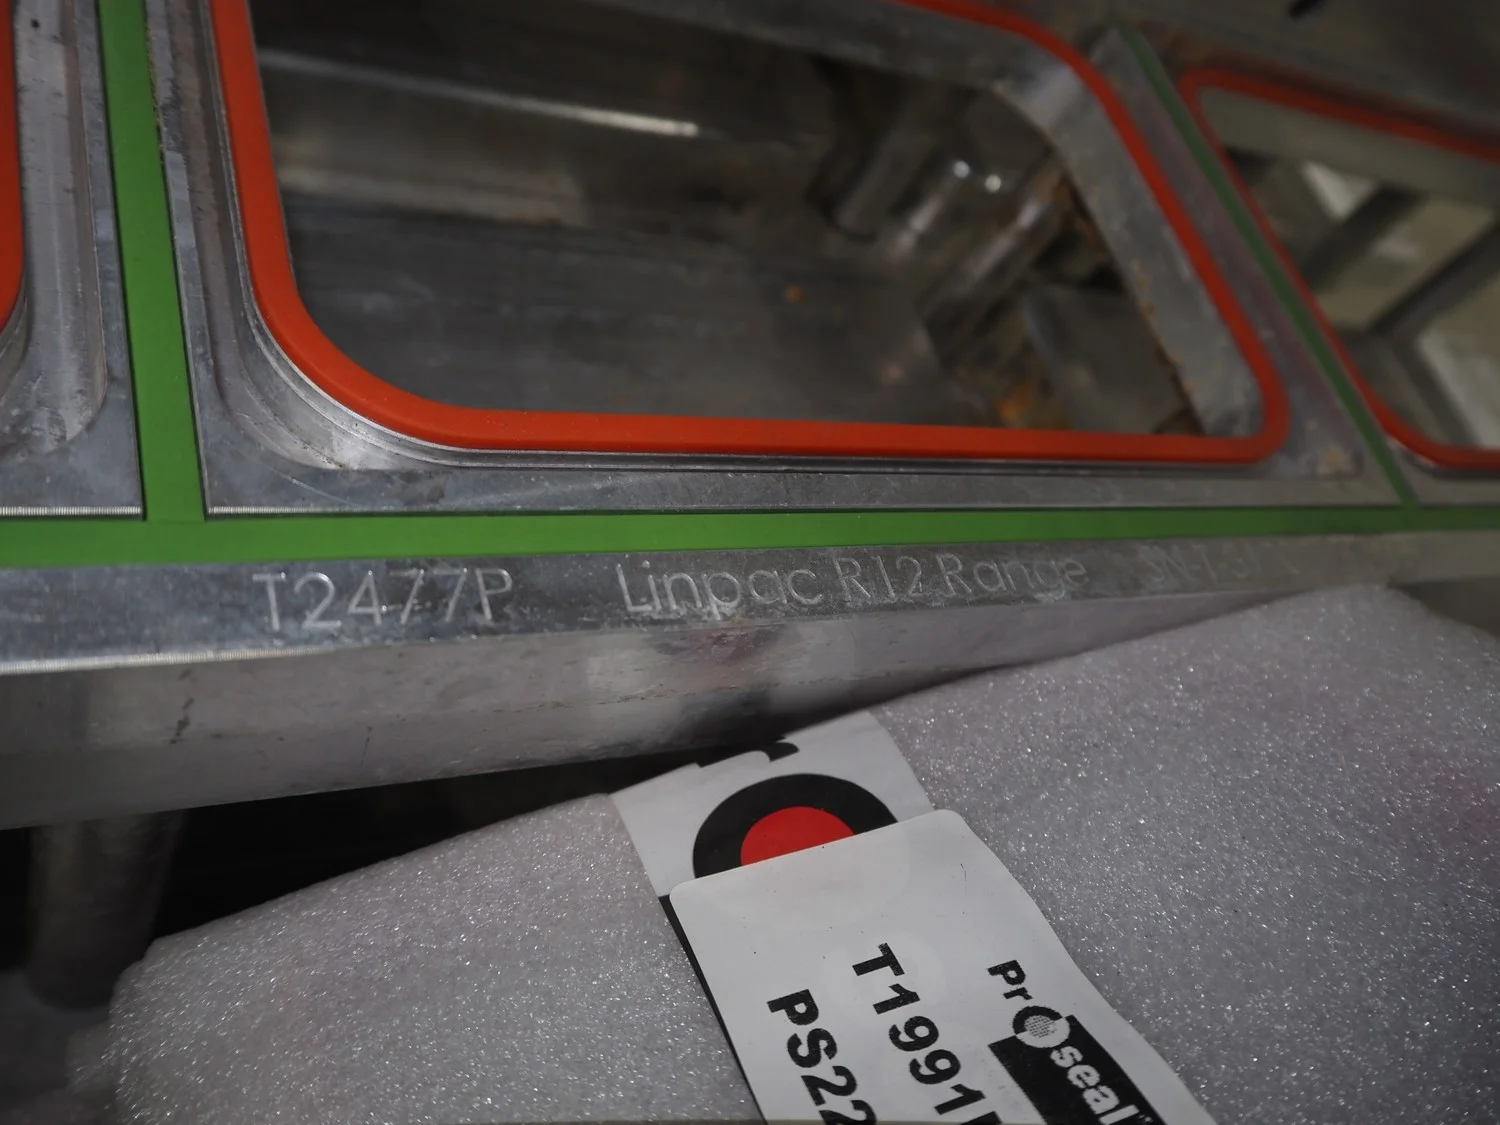 T2477P Linpac R12 Range
Proseal
T1991
PS22